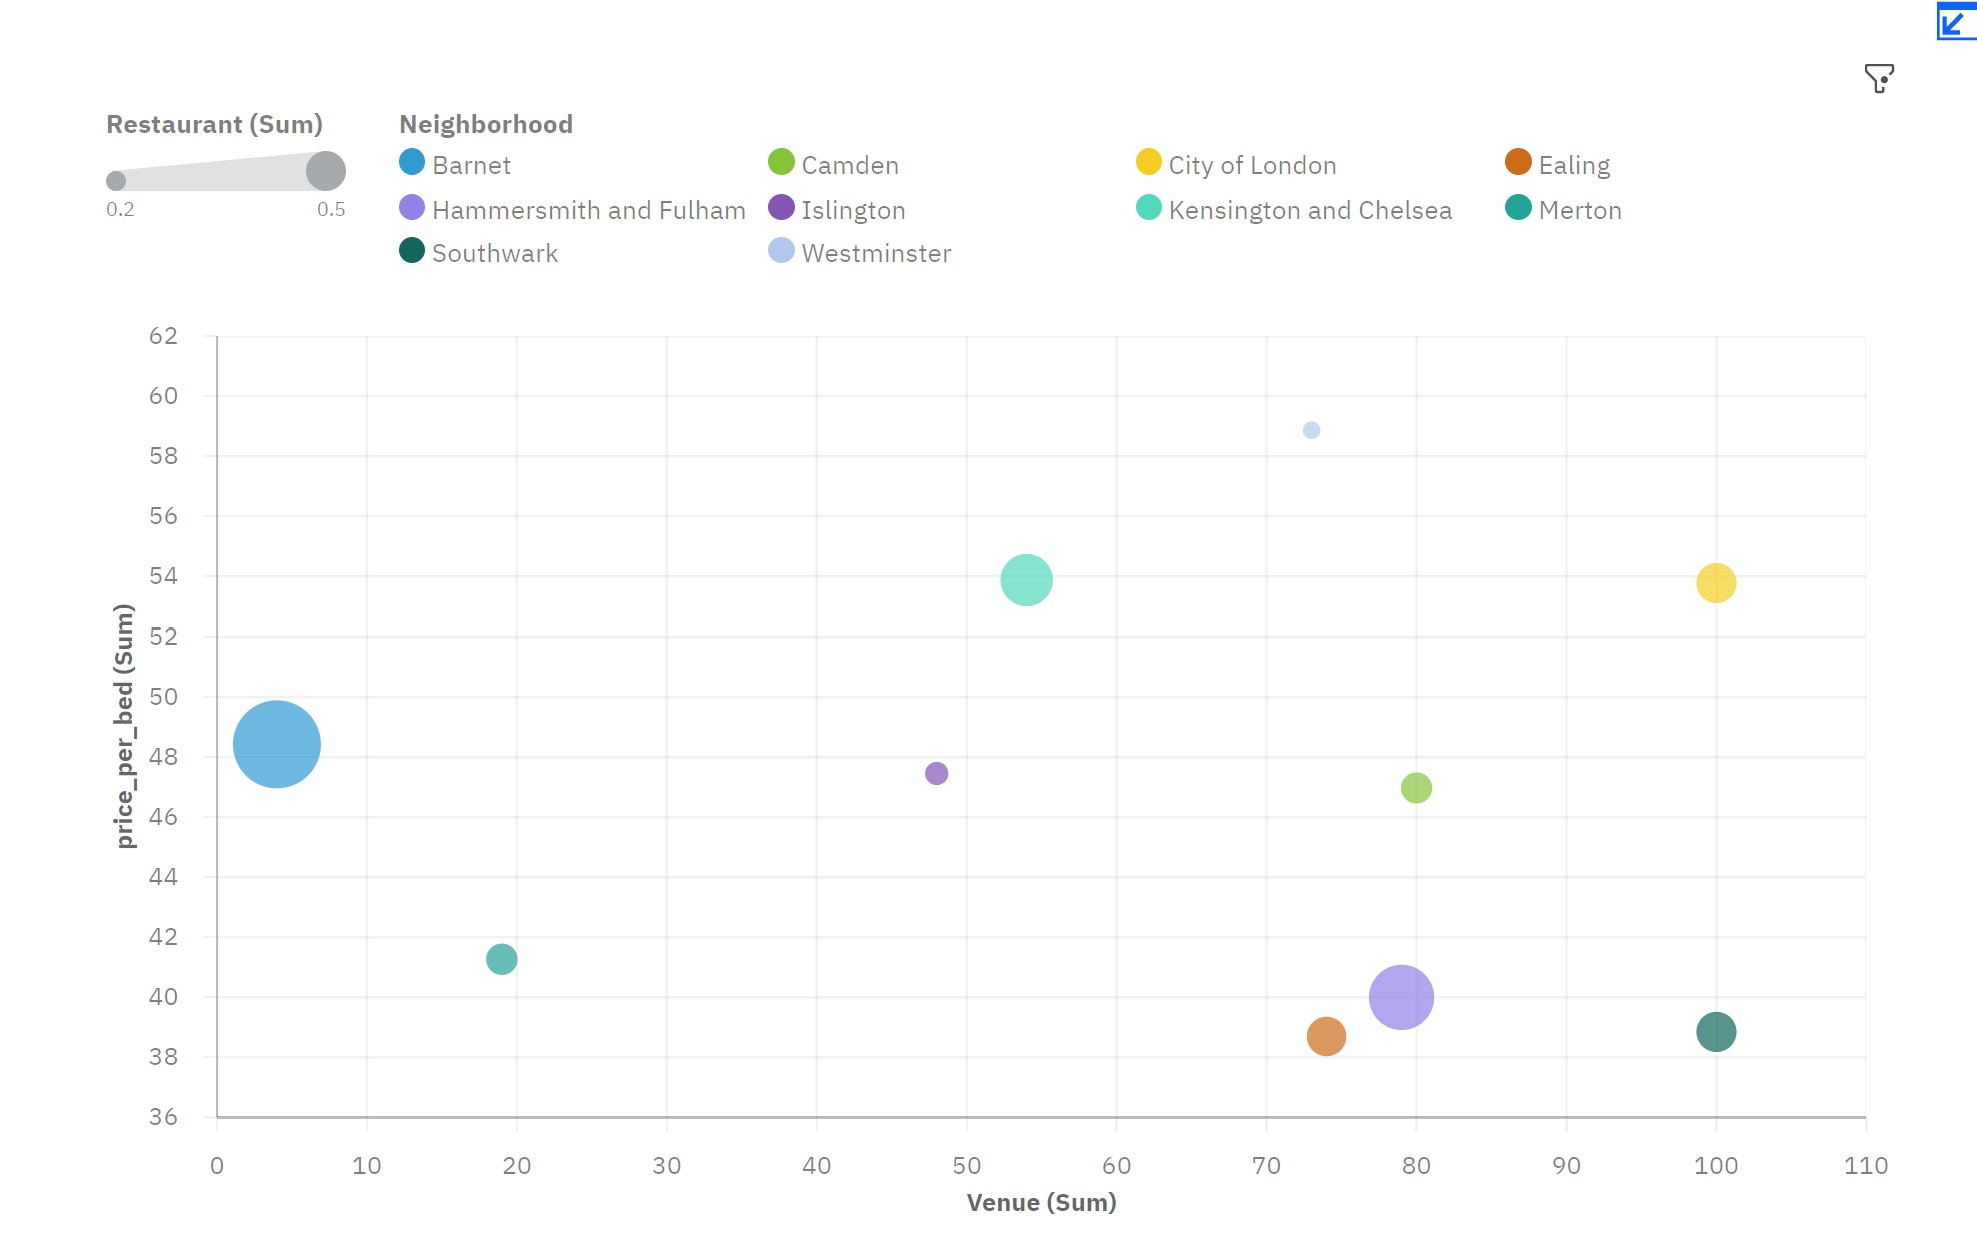 Restaurant (Sum)
0.2 0.5
Neighborhood
Barnet Camden City of London Ealing
Hammersmith and Fulham Islington Kensington and Chelsea Merton
Southwark Westminster
62
60
58
56
54
52
50
48
46
44
42
40
38
36
price_per_bed (Sum)
0 10 20 30 40 50 60 70 80 90 100 110
Venue (Sum)